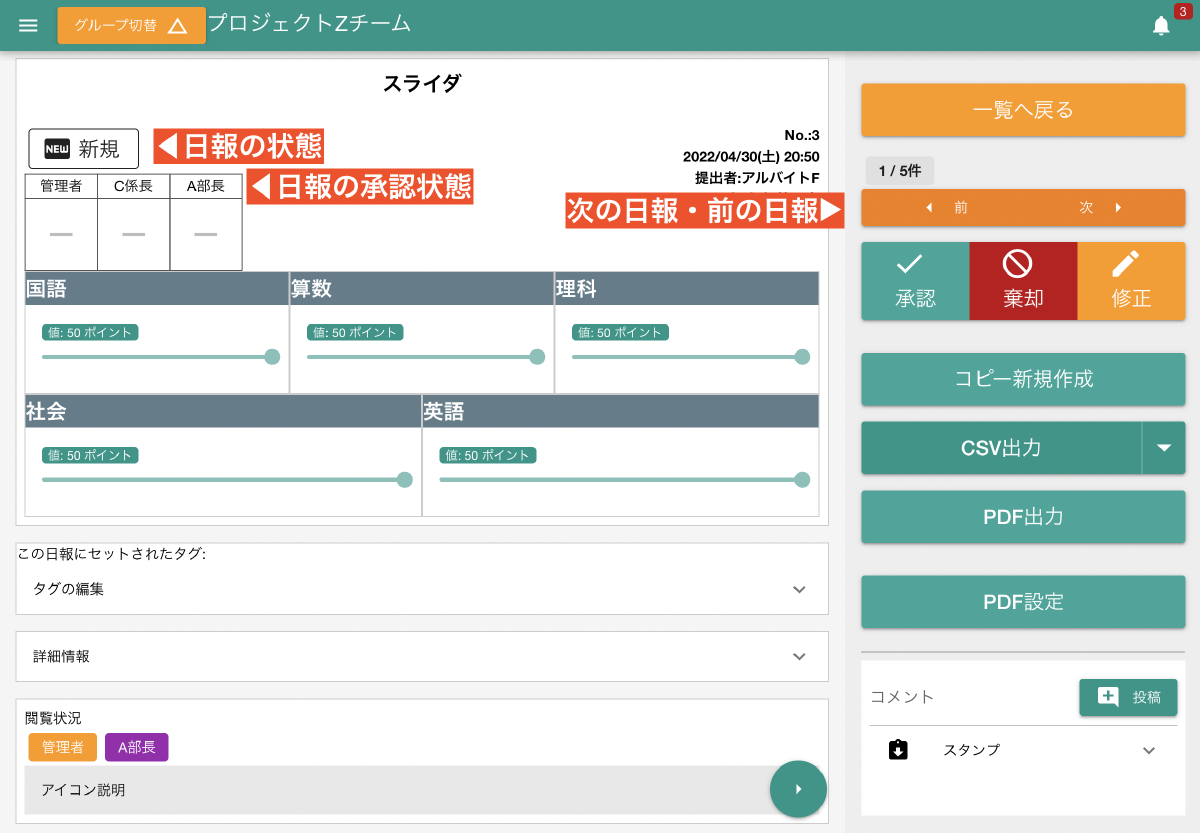 グループ切替
プロジェクトZチーム
3
スライダ
NEW 新規
◀日報の状態
No.:3
2022/04/30(土) 20:50
提出者:アルバイトF
管理者 C係長 A部長
◀日報の承認状態
次の日報・前の日報▶
国語 算数 理科
値: 50 ポイント 値: 50 ポイント 値: 50 ポイント
社会 英語
値: 50 ポイント 値: 50 ポイント
この日報にセットされたタグ:
タグの編集
詳細情報
閲覧状況
管理者 A部長
アイコン説明
一覧へ戻る
1 / 5件
前 次
承認 棄却 修正
コピー新規作成
CSV出力
PDF出力
PDF設定
コメント
投稿
スタンプ